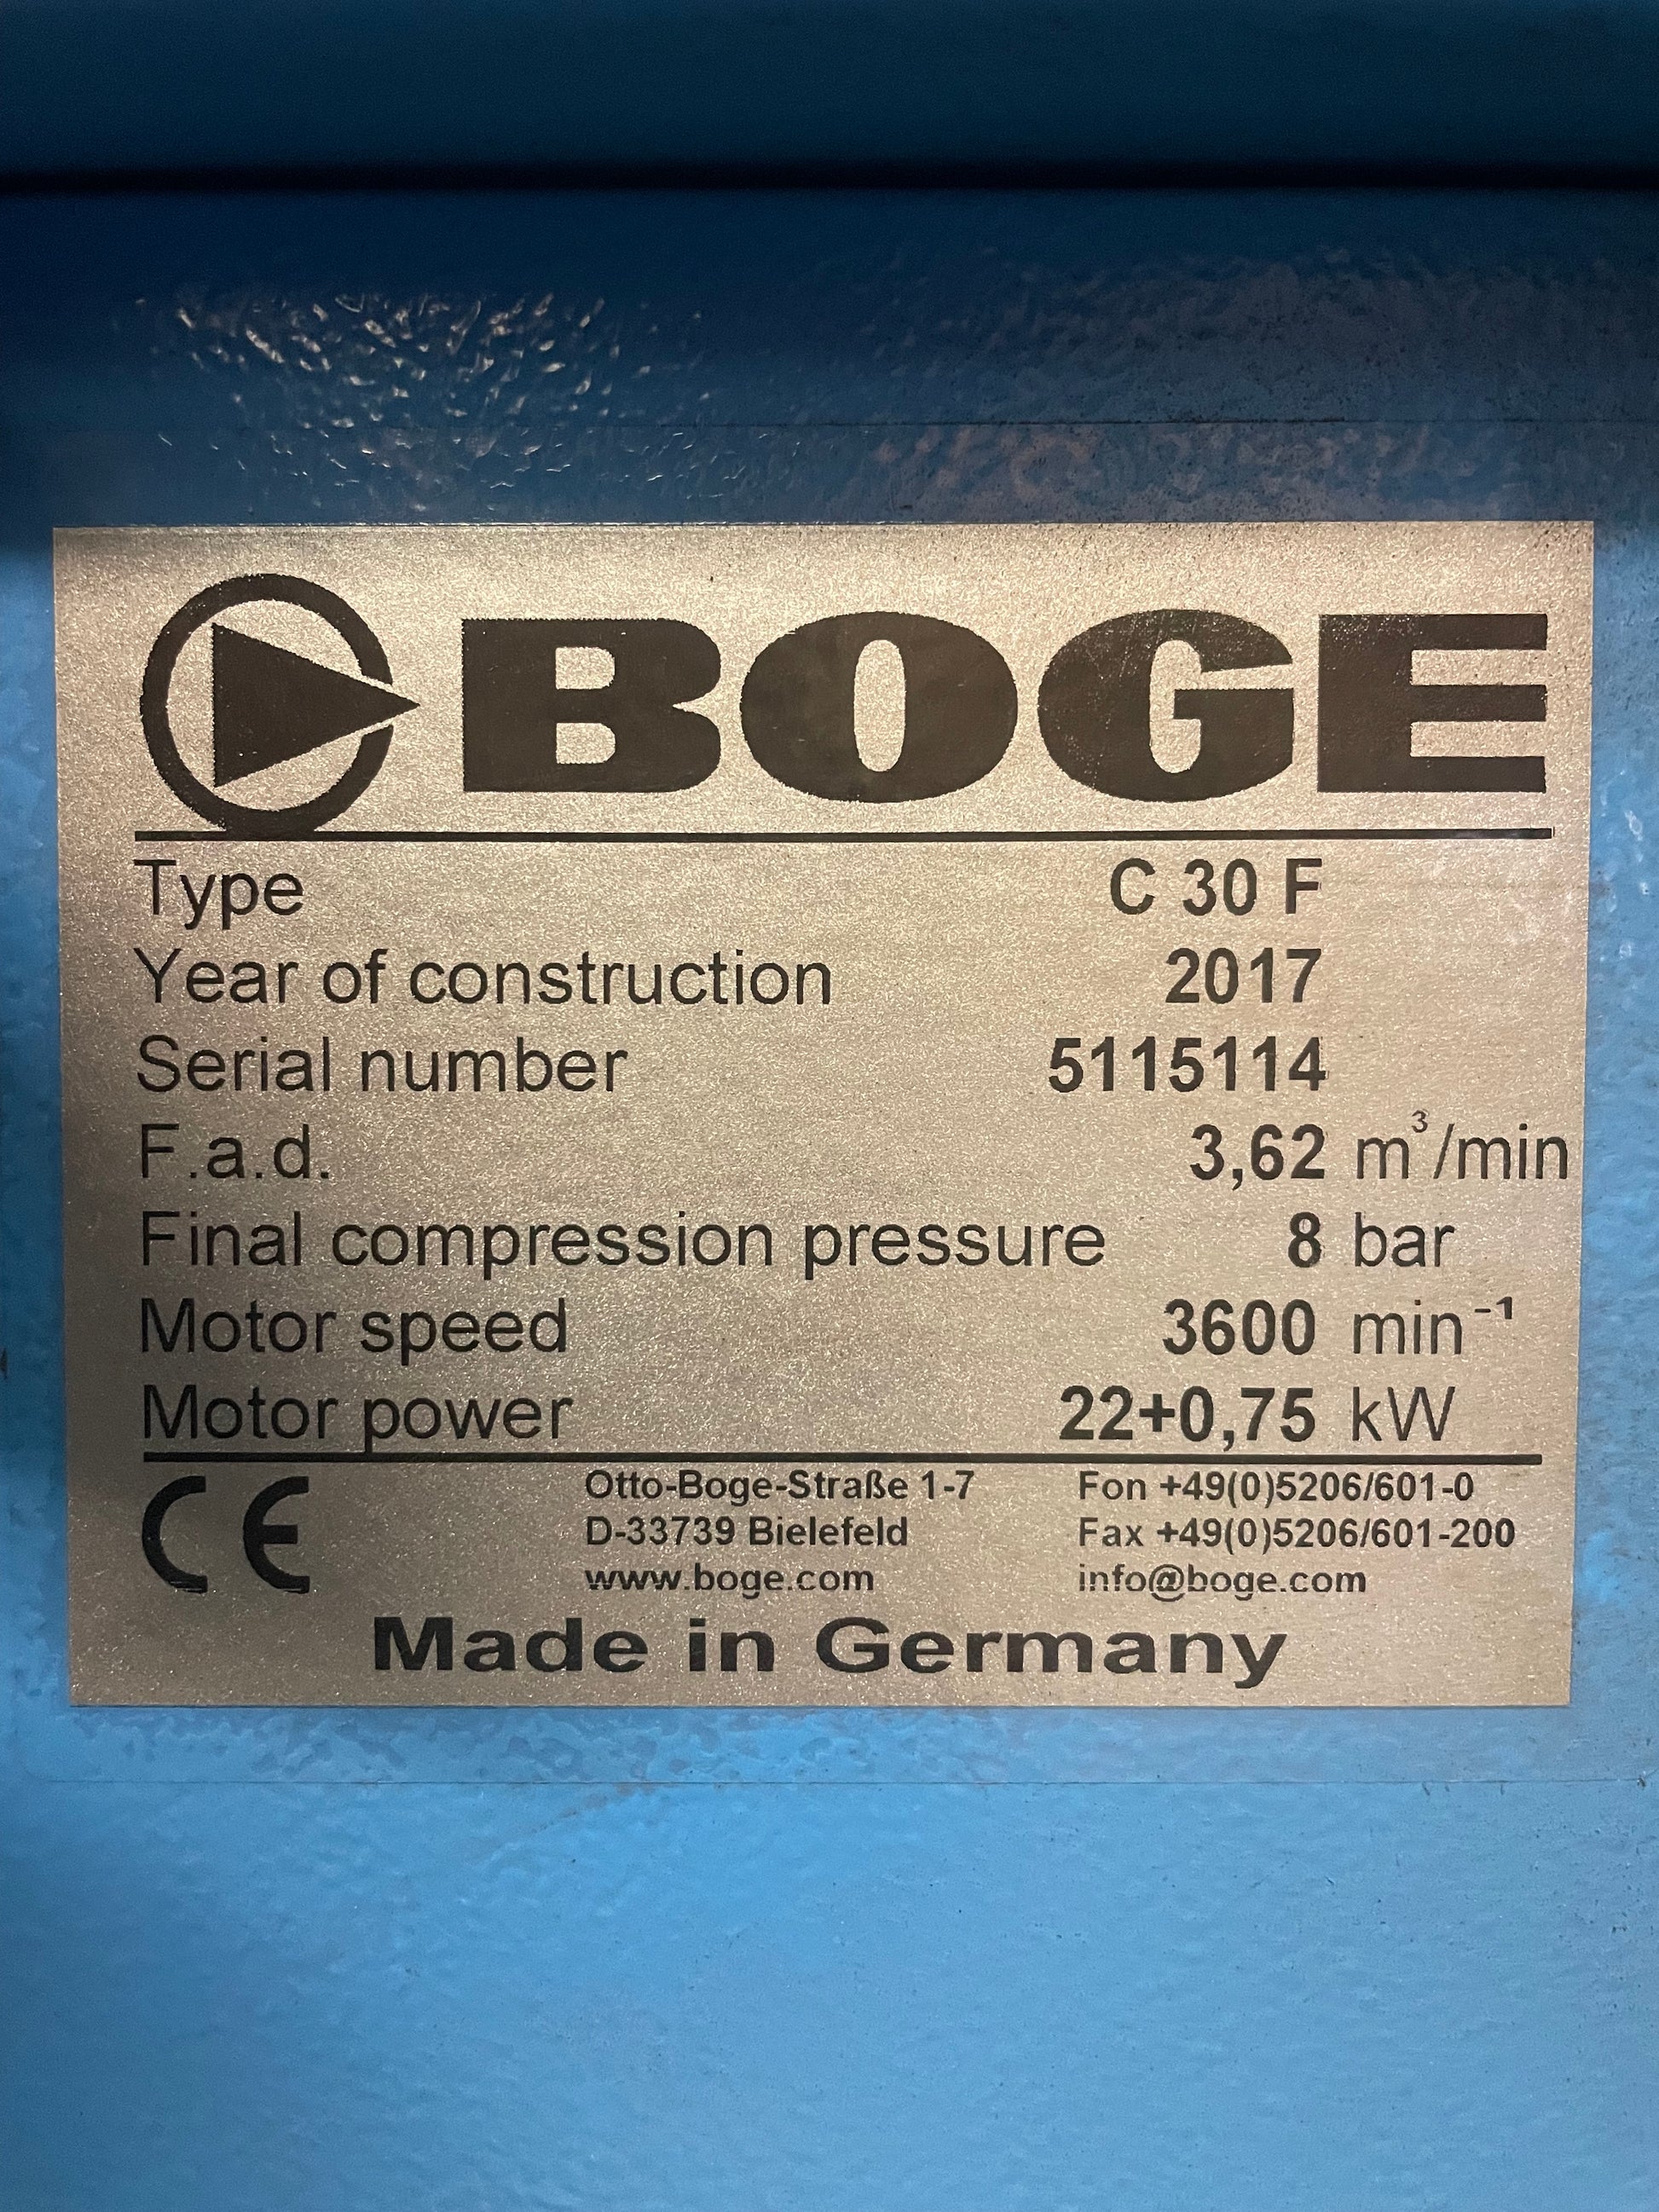 BOGE
Type C 30 F
Year of construction 2017
Serial number 5115114
F.a.d. 3,62 m³/min
Final compression pressure 8 bar
Motor speed 3600 min⁻¹
Motor power 22+0,75 kW
CE Otto-Boge-Straße 1-7 Fon +49(0)5206/601-0
D-33739 Bielefeld Fax +49(0)5206/601-200
www.boge.com info@boge.com
Made in Germany